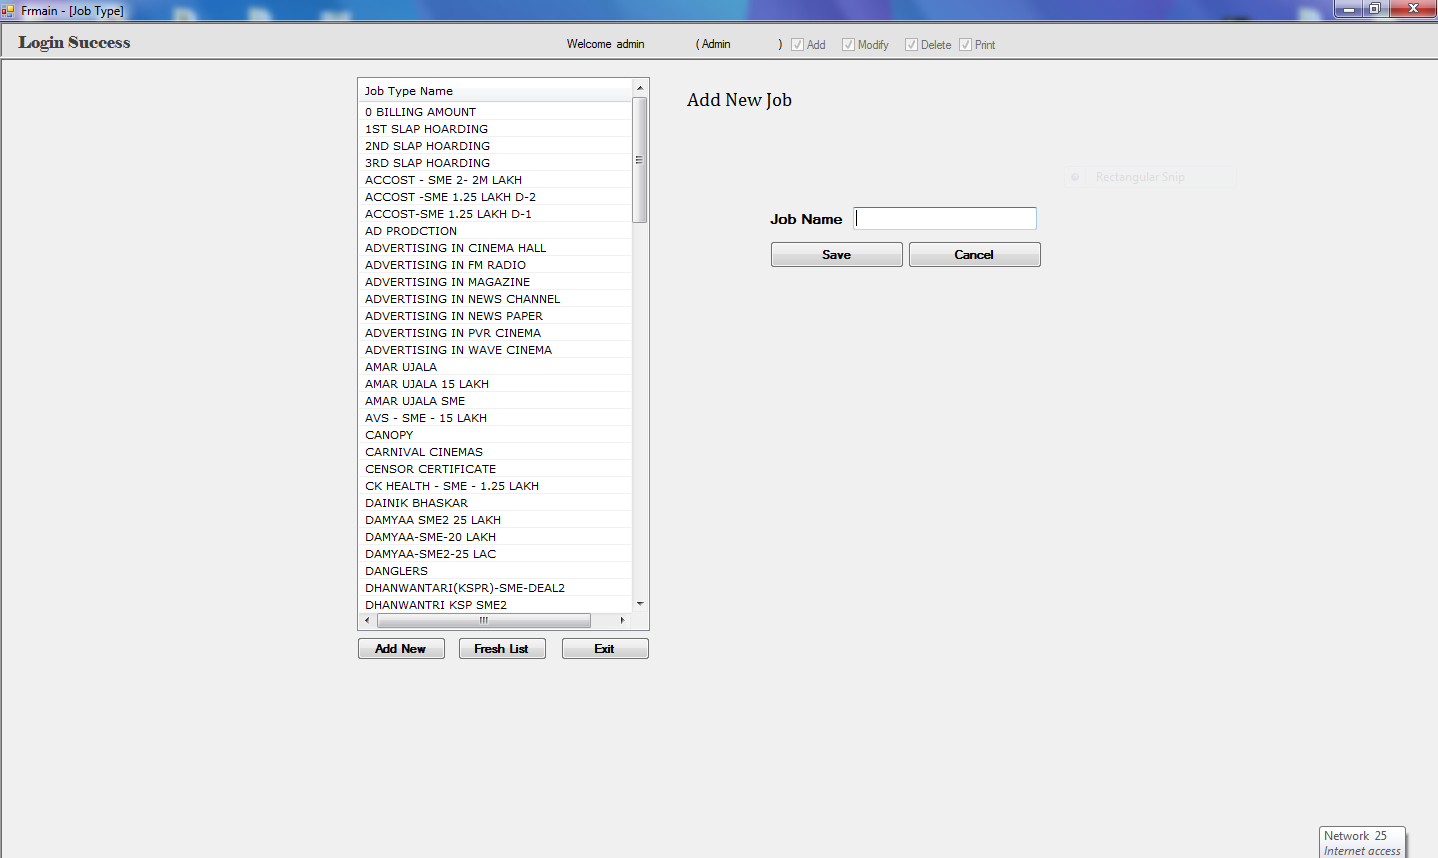 Frmain - [Job Type]
Login Success
Welcome admin ( Admin ) Add Modify Delete Print
Job Type Name
0 BILLING AMOUNT
1ST SLAP HOARDING
2ND SLAP HOARDING
3RD SLAP HOARDING
ACCOST - SME 2- 2M LAKH
ACCOST -SME 1.25 LAKH D-2
ACCOST-SME 1.25 LAKH D-1
AD PRODCTION
ADVERTISING IN CINEMA HALL
ADVERTISING IN FM RADIO
ADVERTISING IN MAGAZINE
ADVERTISING IN NEWS CHANNEL
ADVERTISING IN NEWS PAPER
ADVERTISING IN PVR CINEMA
ADVERTISING IN WAVE CINEMA
AMAR UJALA
AMAR UJALA 15 LAKH
AMAR UJALA SME
AVS - SME - 15 LAKH
CANOPY
CARNIVAL CINEMAS
CENSOR CERTIFICATE
CK HEALTH - SME - 1.25 LAKH
DAINIK BHASKAR
DAMYAA SME2 25 LAKH
DAMYAA-SME-20 LAKH
DAMYAA-SME2-25 LAC
DANGLERS
DHANWANTARI(KSPR)-SME-DEAL2
DHANWANTRI KSP SME2
Add New Fresh List Exit
Add New Job
Rectangular Snip
Job Name
Save Cancel
Network 25
Internet access